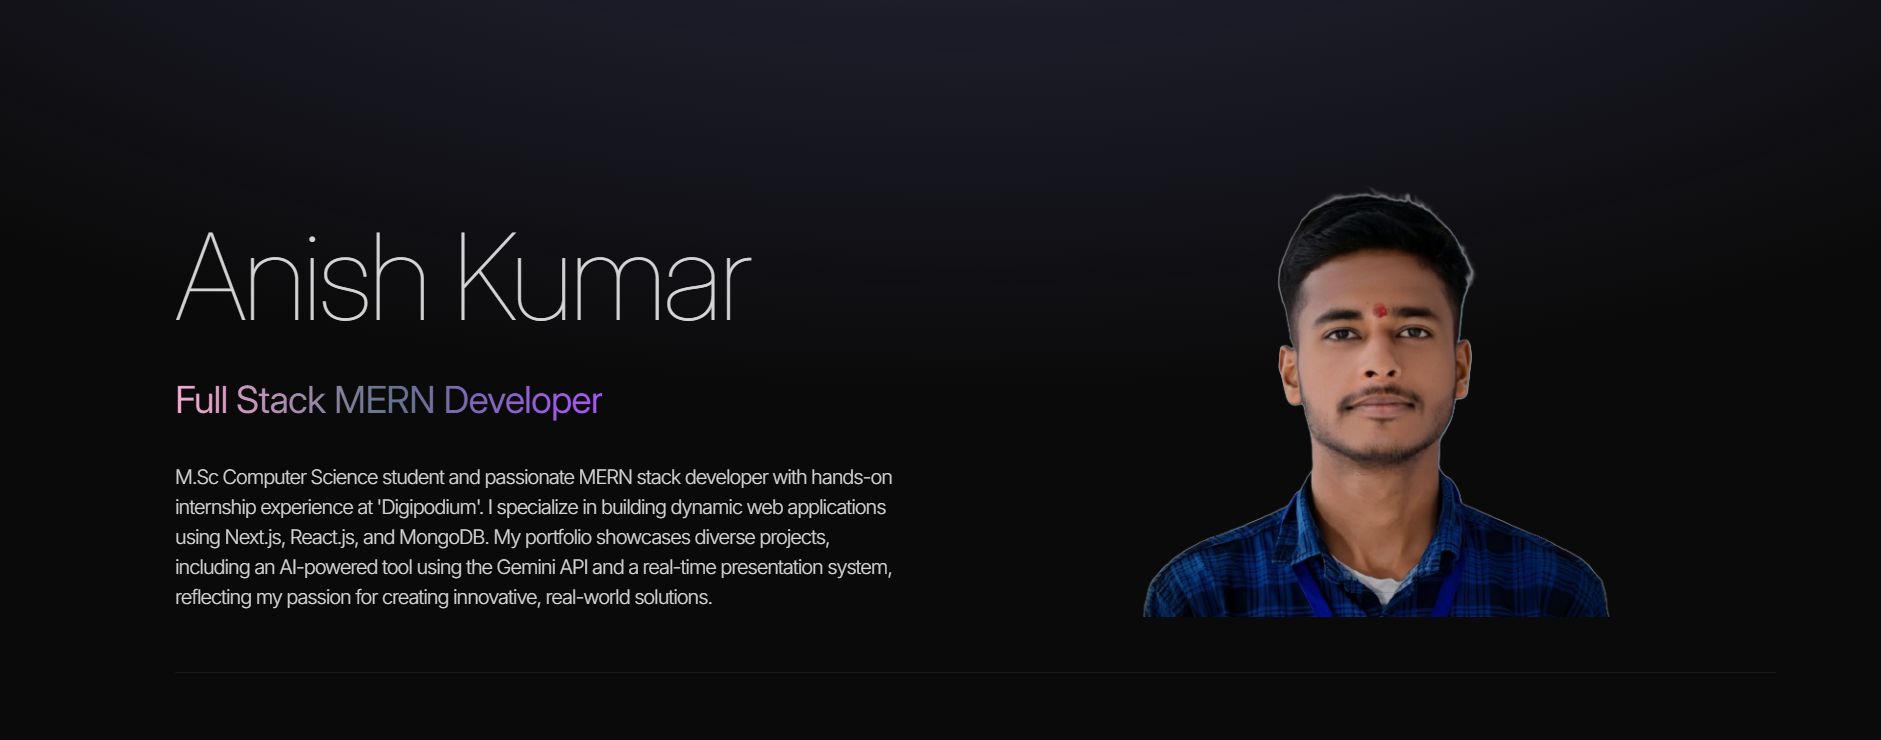 Anish Kumar
Full Stack MERN Developer
M.Sc Computer Science student and passionate MERN stack developer with hands-on
internship experience at 'Digipodium'. I specialize in building dynamic web applications
using Next.js, React.js, and MongoDB. My portfolio showcases diverse projects,
including an AI-powered tool using the Gemini API and a real-time presentation system,
reflecting my passion for creating innovative, real-world solutions.